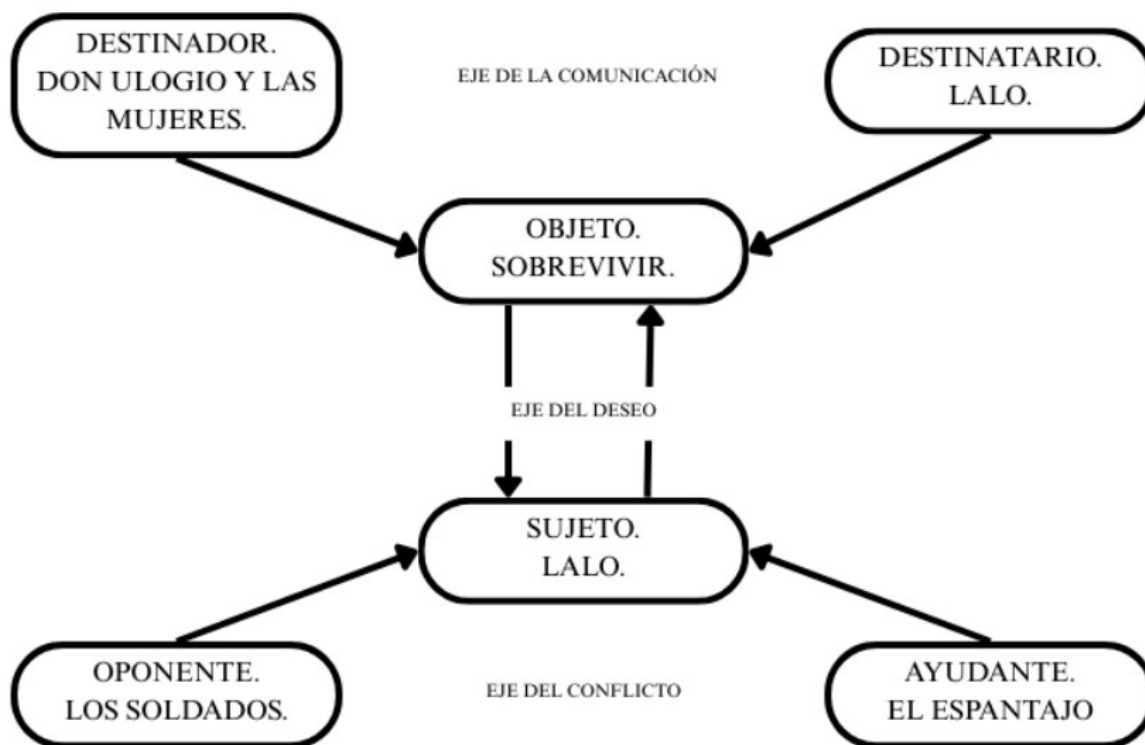 DESTINADOR.
DON ULOGIO Y LAS
MUJERES.
EJE DE LA COMUNICACIÓN
DESTINATARIO.
LALO.
OBJETO.
SOBREVIVIR.
EJE DEL DESEO
SUJETO.
LALO.
OPONENTE.
LOS SOLDADOS.
EJE DEL CONFLICTO
AYUDANTE.
EL ESPANTAJO